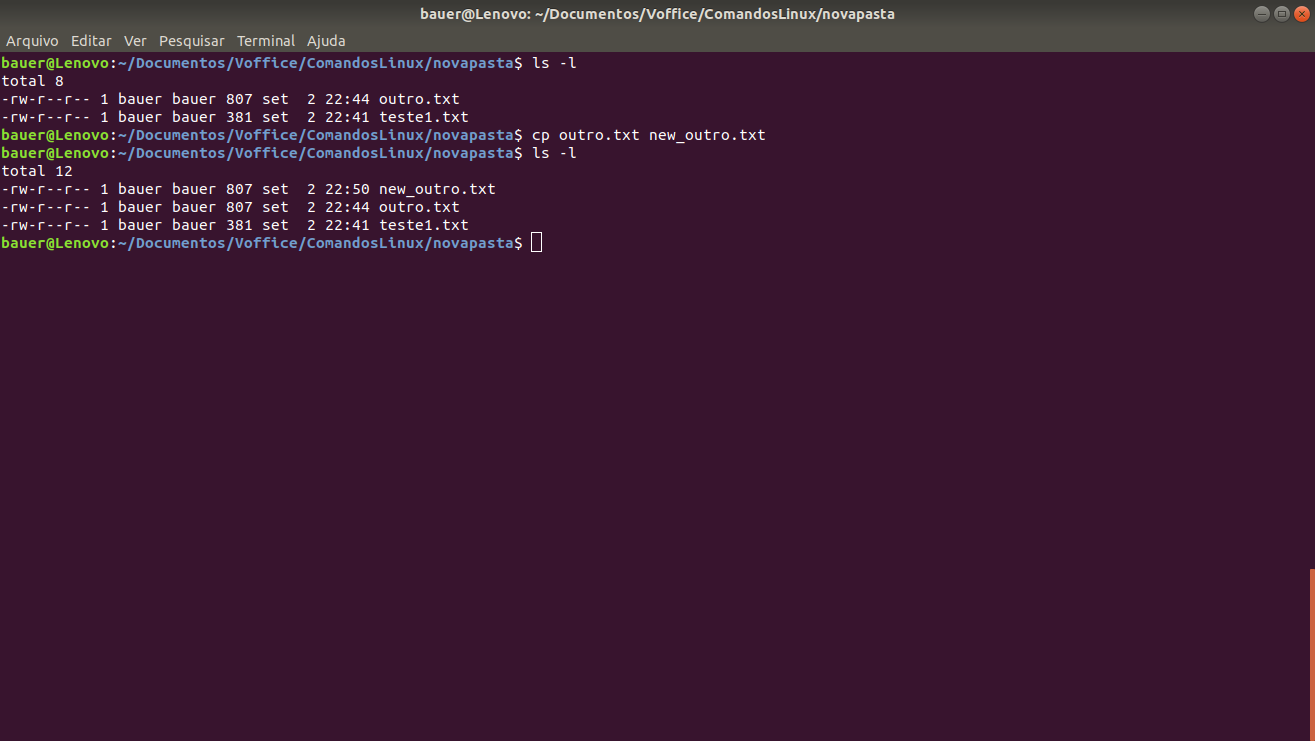 bauer@Lenovo: ~/Documentos/Voffice/ComandosLinux/novapasta
Arquivo Editar Ver Pesquisar Terminal Ajuda
bauer@Lenovo:~/Documentos/Voffice/ComandosLinux/novapasta$ ls -l
total 8
-rw-r--r-- 1 bauer bauer 807 set  2 22:44 outro.txt
-rw-r--r-- 1 bauer bauer 381 set  2 22:41 teste1.txt
bauer@Lenovo:~/Documentos/Voffice/ComandosLinux/novapasta$ cp outro.txt new_outro.txt
bauer@Lenovo:~/Documentos/Voffice/ComandosLinux/novapasta$ ls -l
total 12
-rw-r--r-- 1 bauer bauer 807 set  2 22:50 new_outro.txt
-rw-r--r-- 1 bauer bauer 807 set  2 22:44 outro.txt
-rw-r--r-- 1 bauer bauer 381 set  2 22:41 teste1.txt
bauer@Lenovo:~/Documentos/Voffice/ComandosLinux/novapasta$